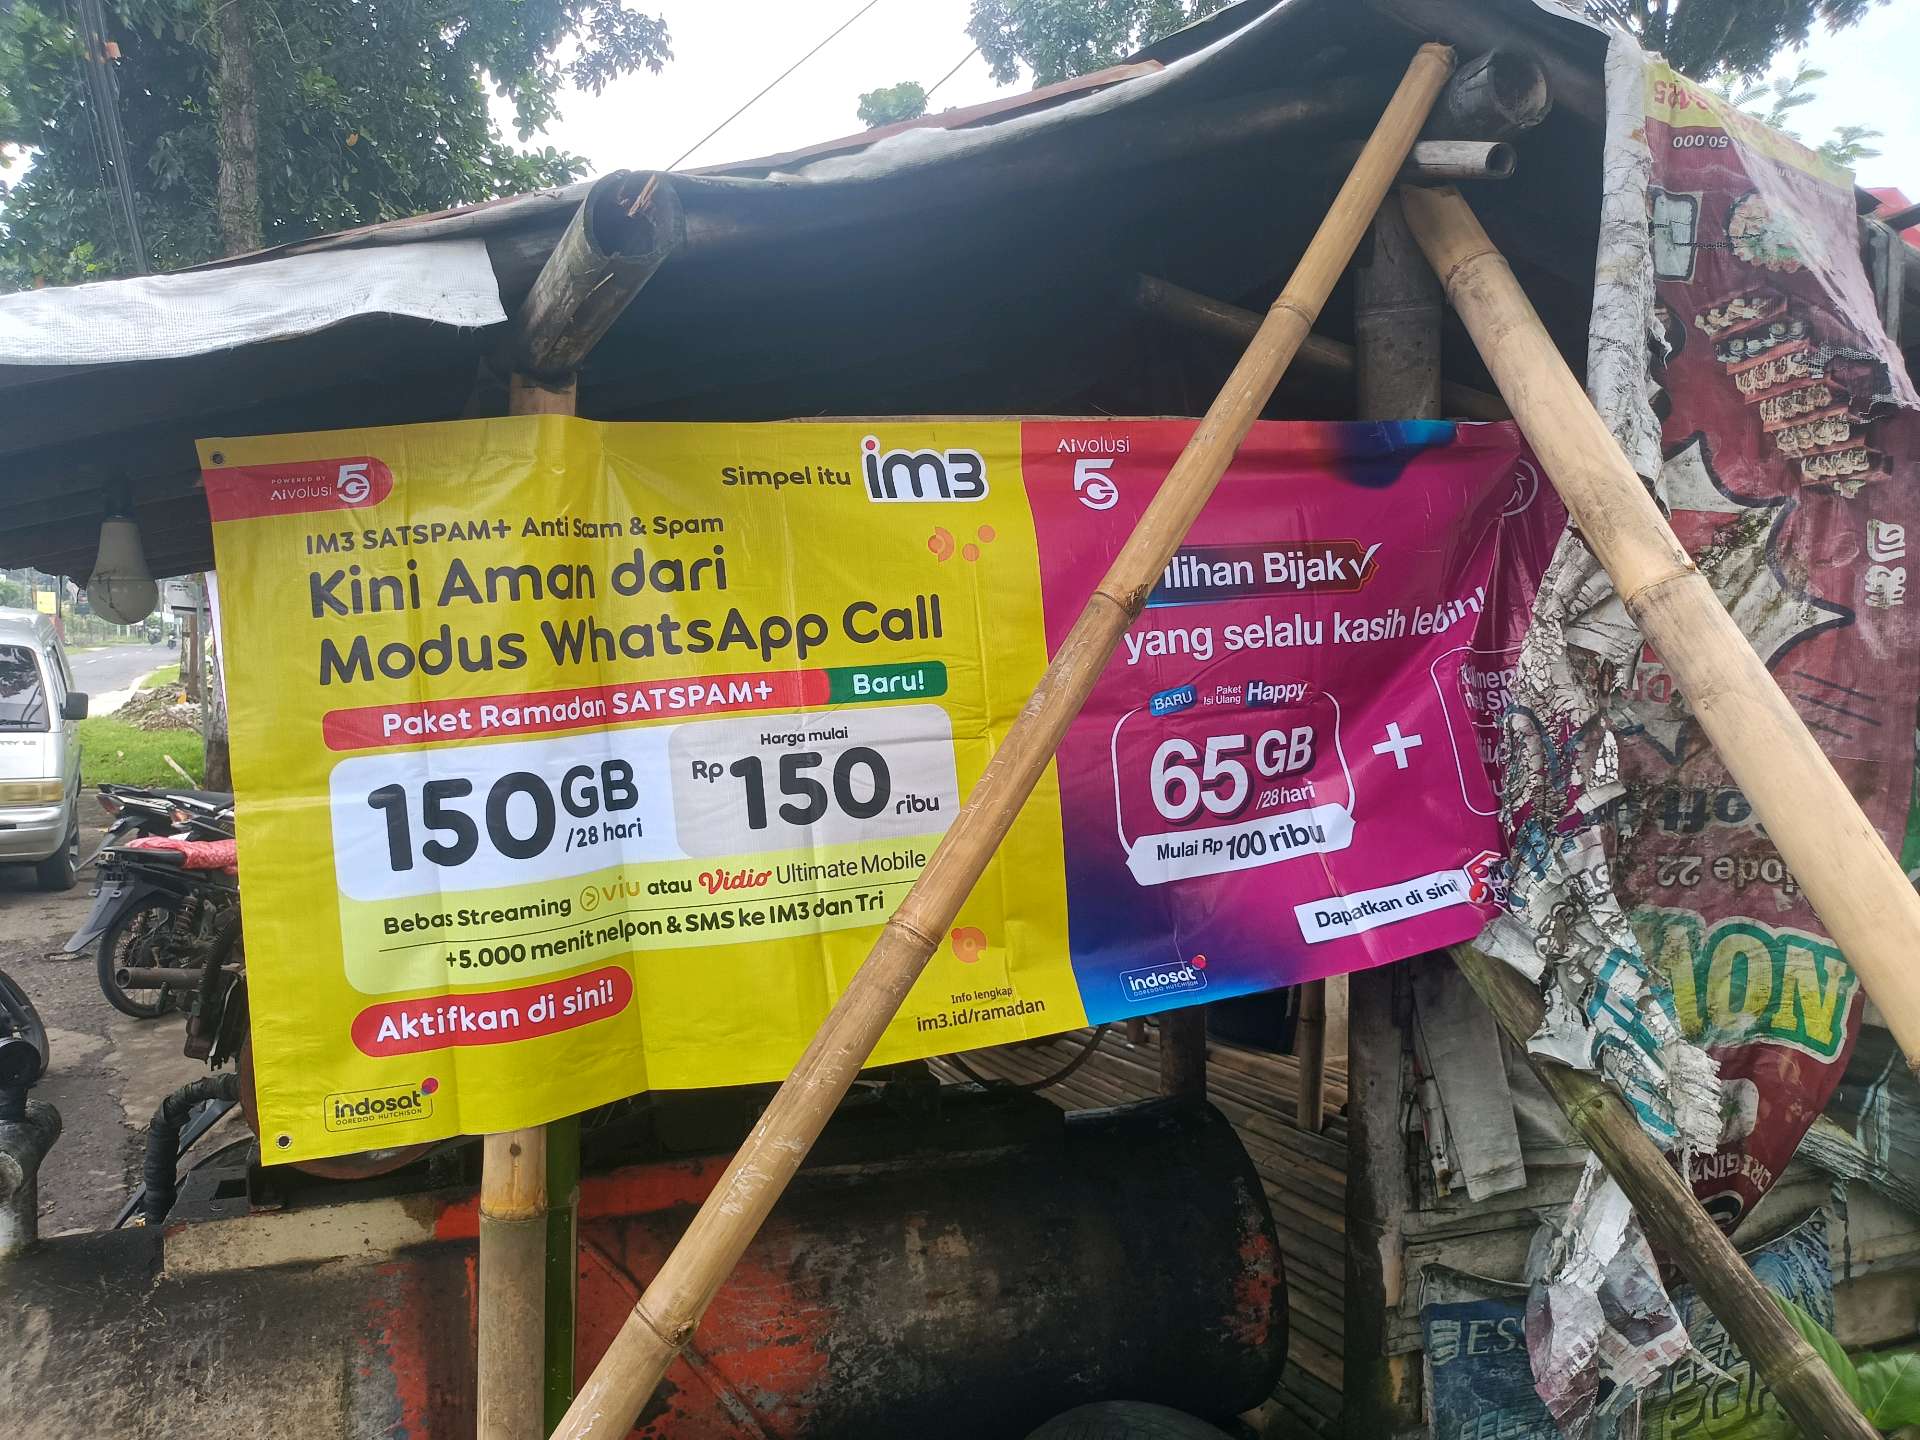 POWERED BY
AIVOLUSI 5G
Simpel itu IM3
IM3 SATSPAM+ Anti Scam & Spam
Kini Aman dari
Modus WhatsApp Call
Paket Ramadan SATSPAM+ Baru!
150GB
/28 hari
Harga mulai
Rp 150 ribu
Bebas Streaming viu atau Vidio Ultimate Mobile
+5.000 menit nelpon & SMS ke IM3 dan Tri
Aktifkan di sini!
Info lengkap
im3.id/ramadan
indosat
OOREDOO HUTCHISON
AIVOLUSI
5G
ilihan Bijak
yang selalu kasih lebih!
BARU Paket Isi Ulang Happy
65GB
/28 hari
+
Mulai Rp 100 ribu
Dapatkan di sini!
indosat
OOREDOO HUTCHISON
50.000